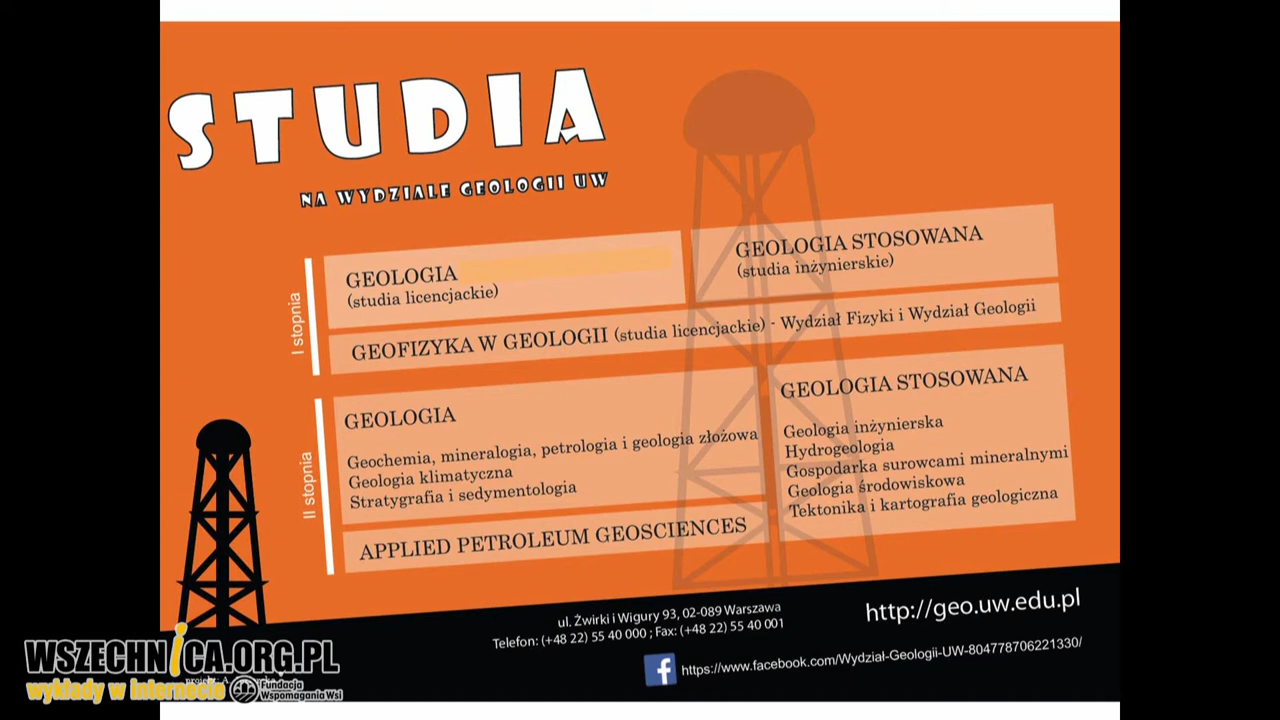 STUDIA
NA WYDZIALE GEOLOGII UW
I stopnia
GEOLOGIA
(studia licencjackie)
GEOLOGIA STOSOWANA
(studia inżynierskie)
GEOFIZYKA W GEOLOGII (studia licencjackie) - Wydział Fizyki i Wydział Geologii
II stopnia
GEOLOGIA
Geochemia, mineralogia, petrologia i geologia złożowa
Geologia klimatyczna
Stratygrafia i sedymentologia
APPLIED PETROLEUM GEOSCIENCES
GEOLOGIA STOSOWANA
Geologia inżynierska
Hydrogeologia
Gospodarka surowcami mineralnymi
Geologia środowiskowa
Tektonika i kartografia geologiczna
ul. Żwirki i Wigury 93, 02-089 Warszawa
Telefon: (+48 22) 55 40 000 ; Fax: (+48 22) 55 40 001
http://geo.uw.edu.pl
https://www.facebook.com/Wydział-Geologii-UW-804778706221330/
WSZECHNICA.ORG.PL
wykłady w internecie
Fundacja
Wspomagania Wsi